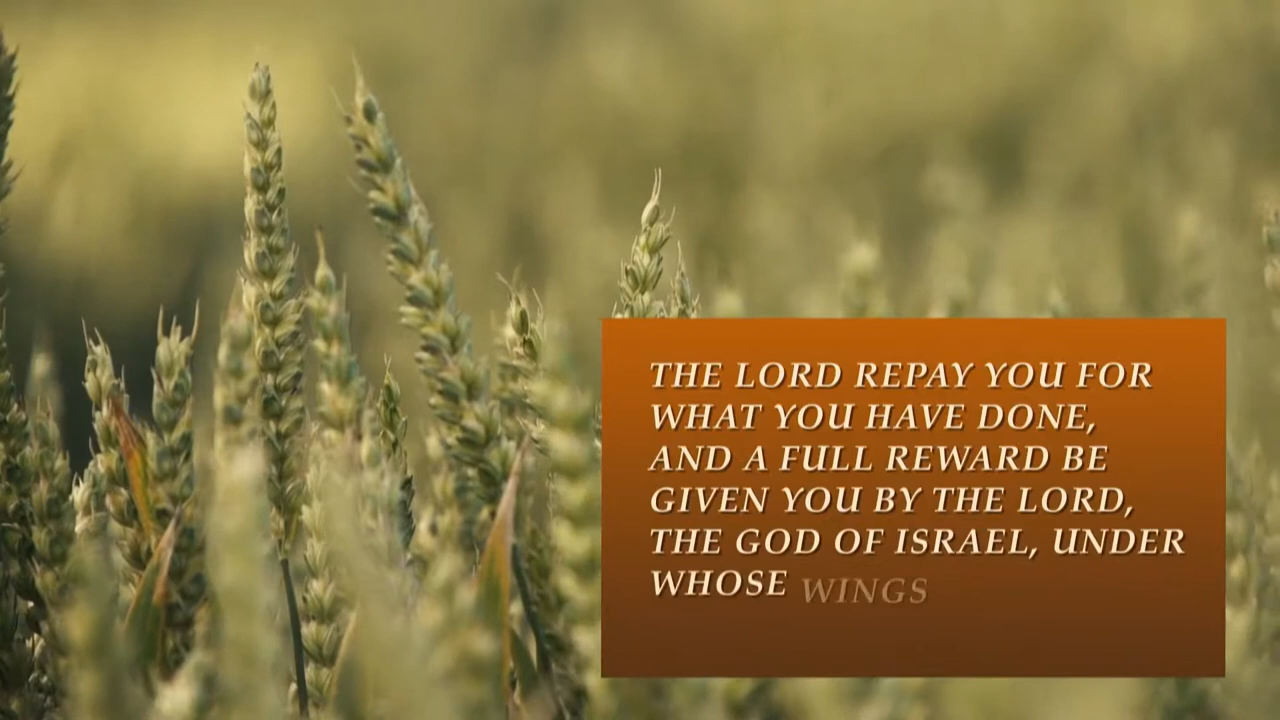 THE LORD REPAY YOU FOR
WHAT YOU HAVE DONE,
AND A FULL REWARD BE
GIVEN YOU BY THE LORD,
THE GOD OF ISRAEL, UNDER
WHOSE WINGS